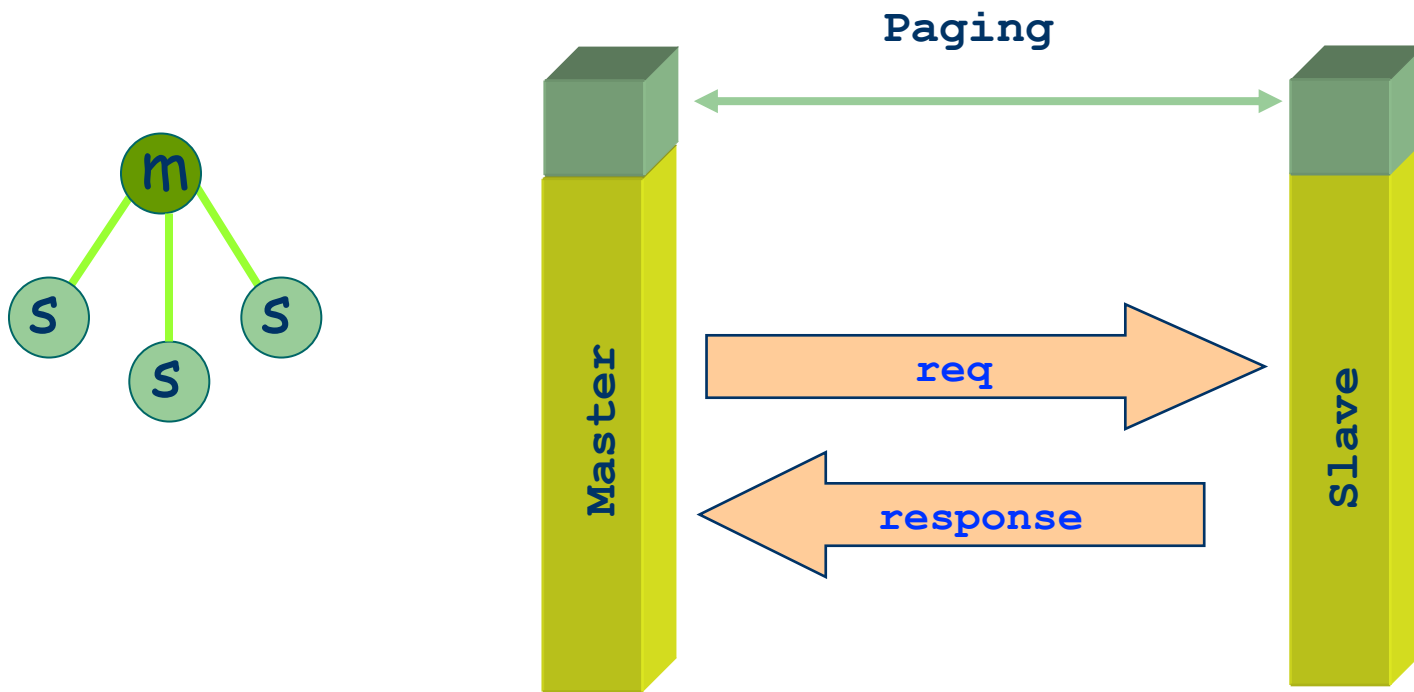 Paging
m
s
s
s
Master
req
response
Slave